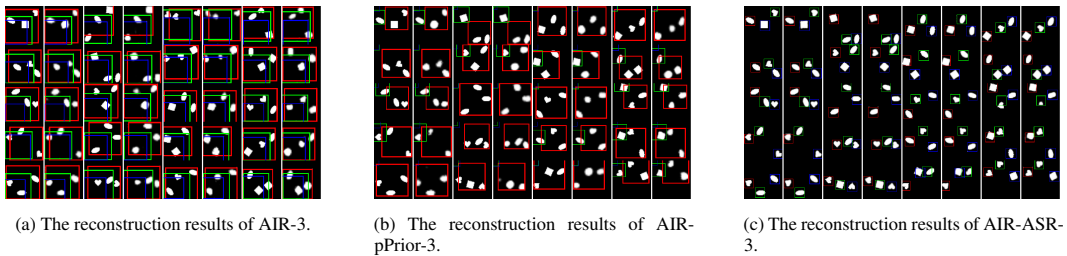 (a) The reconstruction results of AIR-3.
(b) The reconstruction results of AIR-
pPrior-3.
(c) The reconstruction results of AIR-ASR-
3.